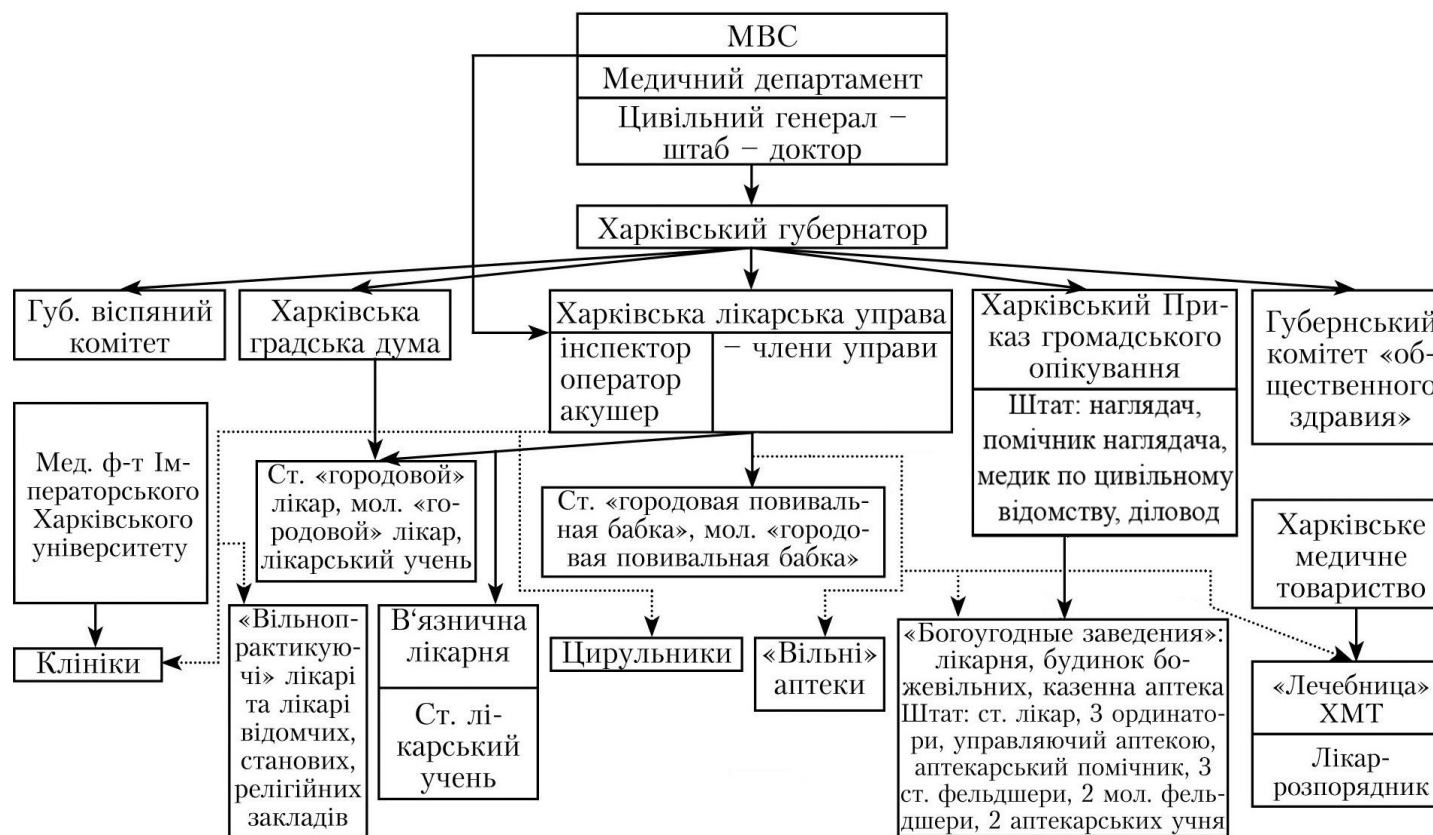 МВС
Медичний департамент
Цивільний генерал –
штаб – доктор
Харківський губернатор
Губ. віспяний
комітет
Харківська
градська дума
Харківська лікарська управа
інспектор
оператор
акушер
– члени управи
Харківський При-
каз громадського
опікування
Штат: наглядач,
помічник наглядача,
медик по цивільному
відомству, діловод
Губернський
комітет «об-
щественного
здравия»
Мед. ф-т Ім-
ператорського
Харківського
університету
Ст. «городовой»
лікар, мол. «го-
родовой» лікар,
лікарський учень
Ст. «городовая повиваль-
ная бабка», мол. «городо-
вая повивальная бабка»
Харківське
медичне
товариство
Клініки
«Вільноп-
рактикую-
чі» лікарі
та лікарі
відомчих,
станових,
релігійних
закладів
В‘язнична
лікарня
Ст. лі-
карський
учень
Цирульники
«Вільні»
аптеки
«Богоугодные заведения»:
лікарня, будинок бо-
жевільних, казенна аптека
Штат: ст. лікар, 3 ординато-
ри, управляючий аптекою,
аптекарський помічник, 3
ст. фельдшери, 2 мол. фель-
дшери, 2 аптекарських учня
«Лечебница»
ХМТ
Лікар-
розпорядник